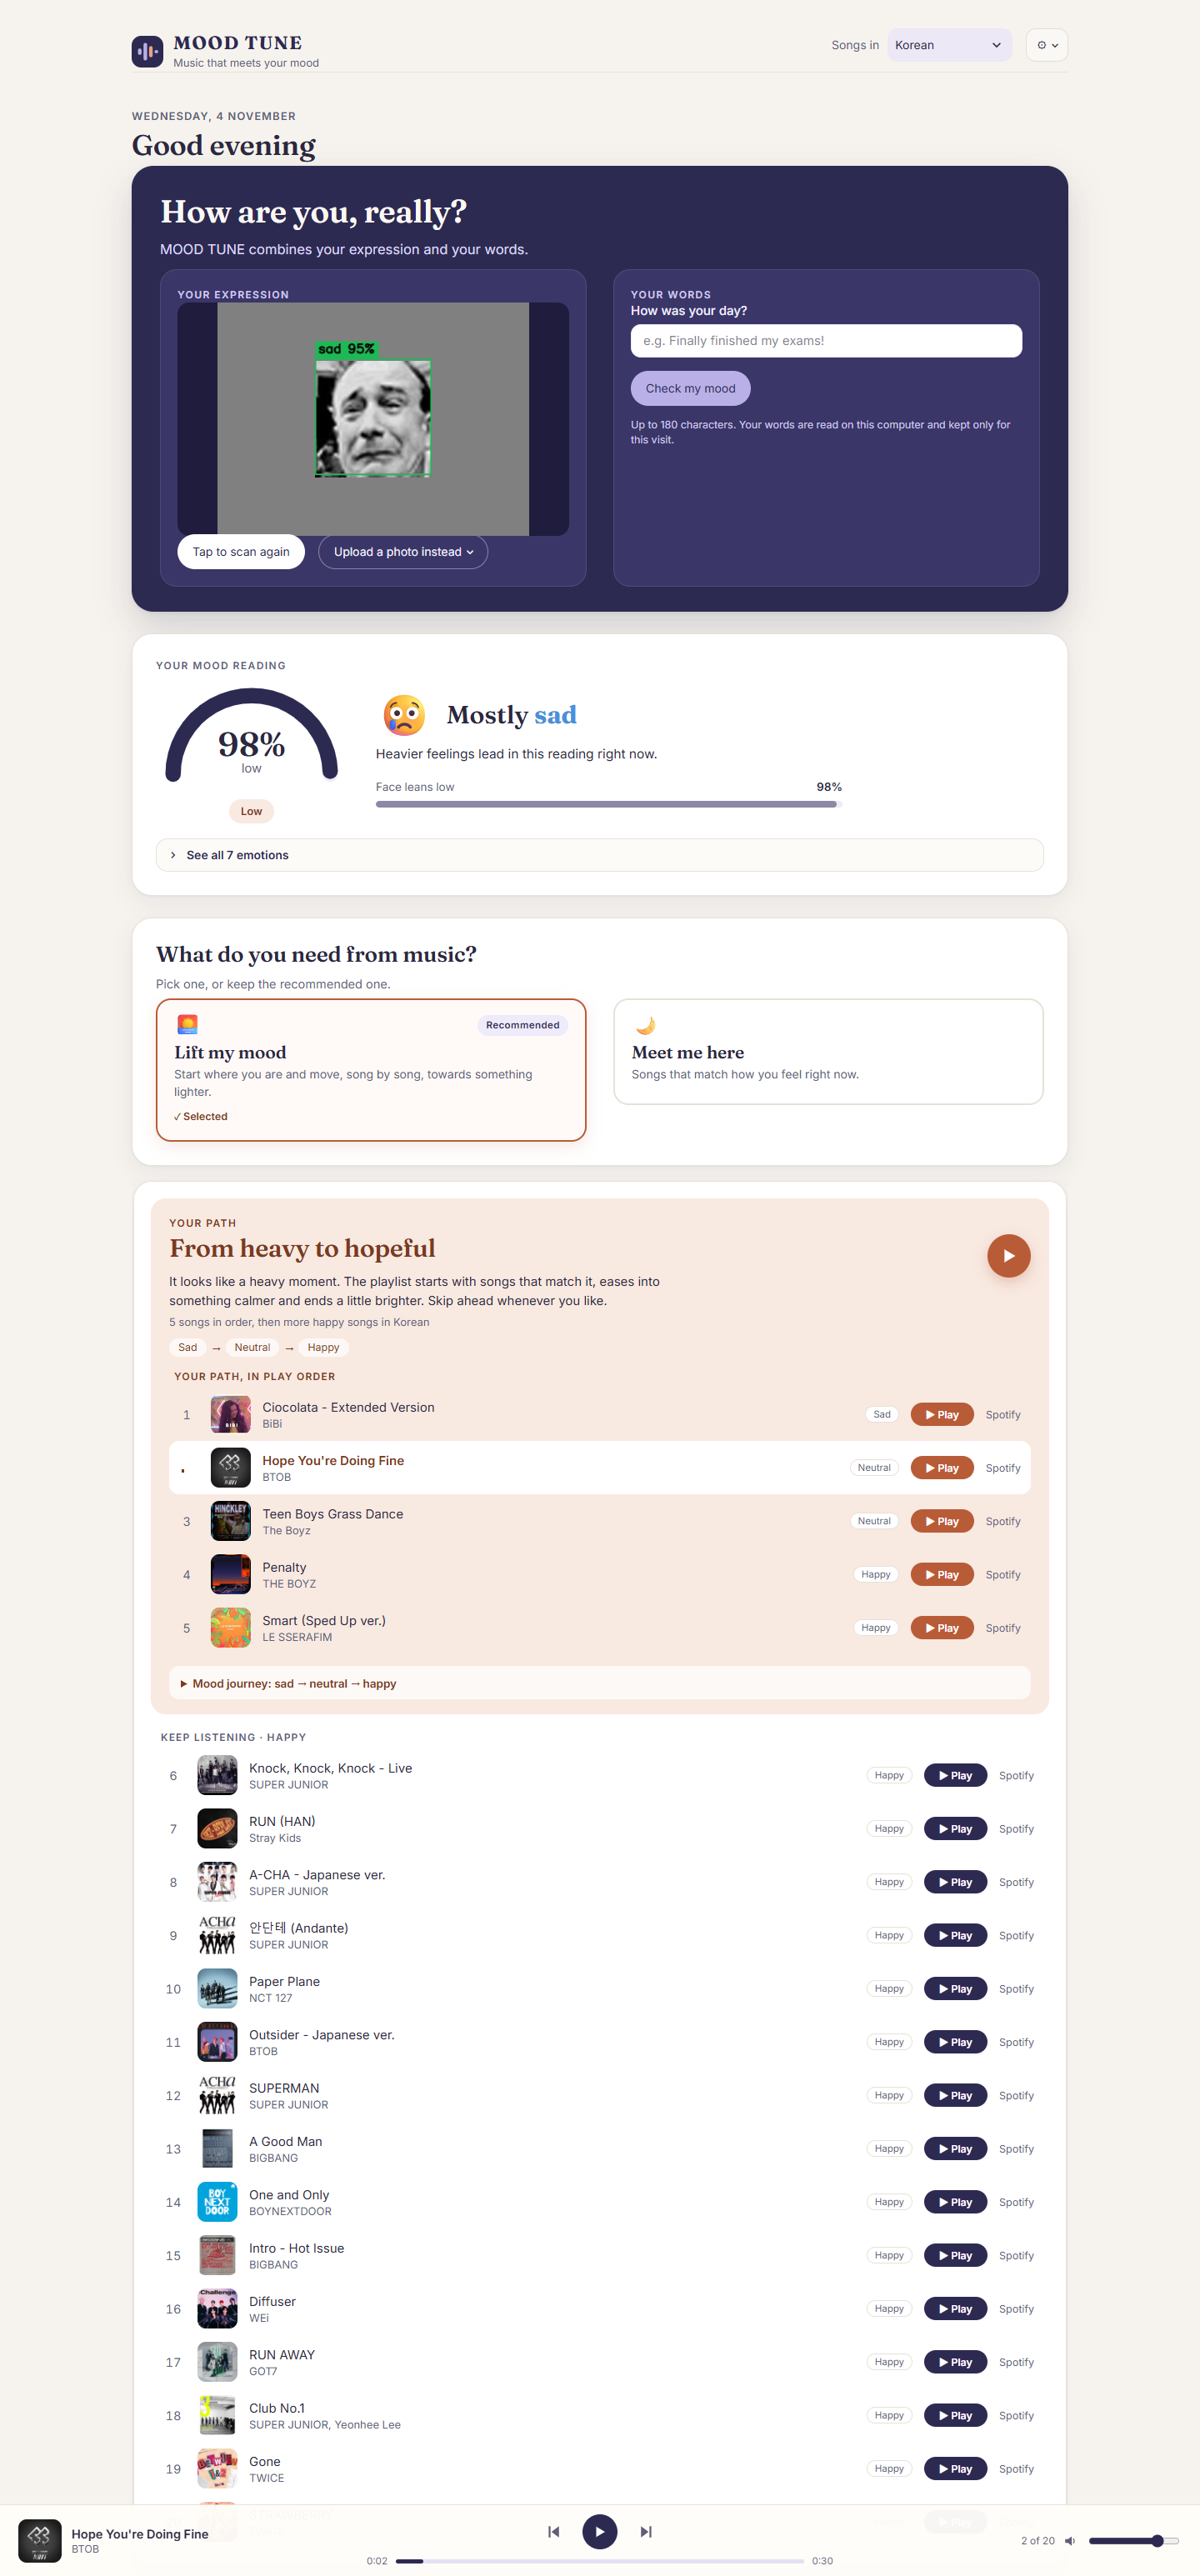 MOOD TUNE
Music that meets your mood
Songs in Korean
WEDNESDAY, 4 NOVEMBER
Good evening
How are you, really?
MOOD TUNE combines your expression and your words.
YOUR EXPRESSION
sad 95%
Tap to scan again
Upload a photo instead
YOUR WORDS
How was your day?
e.g. Finally finished my exams!
Check my mood
Up to 180 characters. Your words are read on this computer and kept only for
this visit.
YOUR MOOD READING
98%
low
Low
Mostly sad
Heavier feelings lead in this reading right now.
Face leans low 98%
See all 7 emotions
What do you need from music?
Pick one, or keep the recommended one.
Recommended
Lift my mood
Start where you are and move, song by song, towards something
lighter.
✓ Selected
Meet me here
Songs that match how you feel right now.
YOUR PATH
From heavy to hopeful
It looks like a heavy moment. The playlist starts with songs that match it, eases into
something calmer and ends a little brighter. Skip ahead whenever you like.
5 songs in order, then more happy songs in Korean
Sad → Neutral → Happy
YOUR PATH, IN PLAY ORDER
1 Ciocolata - Extended Version Sad ▶ Play Spotify
BiBi
Hope You're Doing Fine Neutral ▶ Play Spotify
BTOB
HINCKLEY
3 Teen Boys Grass Dance Neutral ▶ Play Spotify
The Boyz
4 Penalty Happy ▶ Play Spotify
THE BOYZ
5 Smart (Sped Up ver.) Happy ▶ Play Spotify
LE SSERAFIM
▶ Mood journey: sad → neutral → happy
KEEP LISTENING · HAPPY
6 Knock, Knock, Knock - Live Happy ▶ Play Spotify
SUPER JUNIOR
7 RUN (HAN) Happy ▶ Play Spotify
Stray Kids
8 A-CHA - Japanese ver. Happy ▶ Play Spotify
SUPER JUNIOR
ACHA
9 안단테 (Andante) Happy ▶ Play Spotify
SUPER JUNIOR
10 Paper Plane Happy ▶ Play Spotify
NCT 127
11 Outsider - Japanese ver. Happy ▶ Play Spotify
BTOB
ACHA
12 SUPERMAN Happy ▶ Play Spotify
SUPER JUNIOR
13 A Good Man Happy ▶ Play Spotify
BIGBANG
BOY
NEXT
DOOR
14 One and Only Happy ▶ Play Spotify
BOYNEXTDOOR
15 Intro - Hot Issue Happy ▶ Play Spotify
BIGBANG
Challenge
16 Diffuser Happy ▶ Play Spotify
WEi
17 RUN AWAY Happy ▶ Play Spotify
GOT7
18 Club No.1 Happy ▶ Play Spotify
SUPER JUNIOR, Yeonhee Lee
19 Gone Happy ▶ Play Spotify
TWICE
STRAWBERRY
Hope You're Doing Fine
BTOB
0:02 0:30
2 of 20